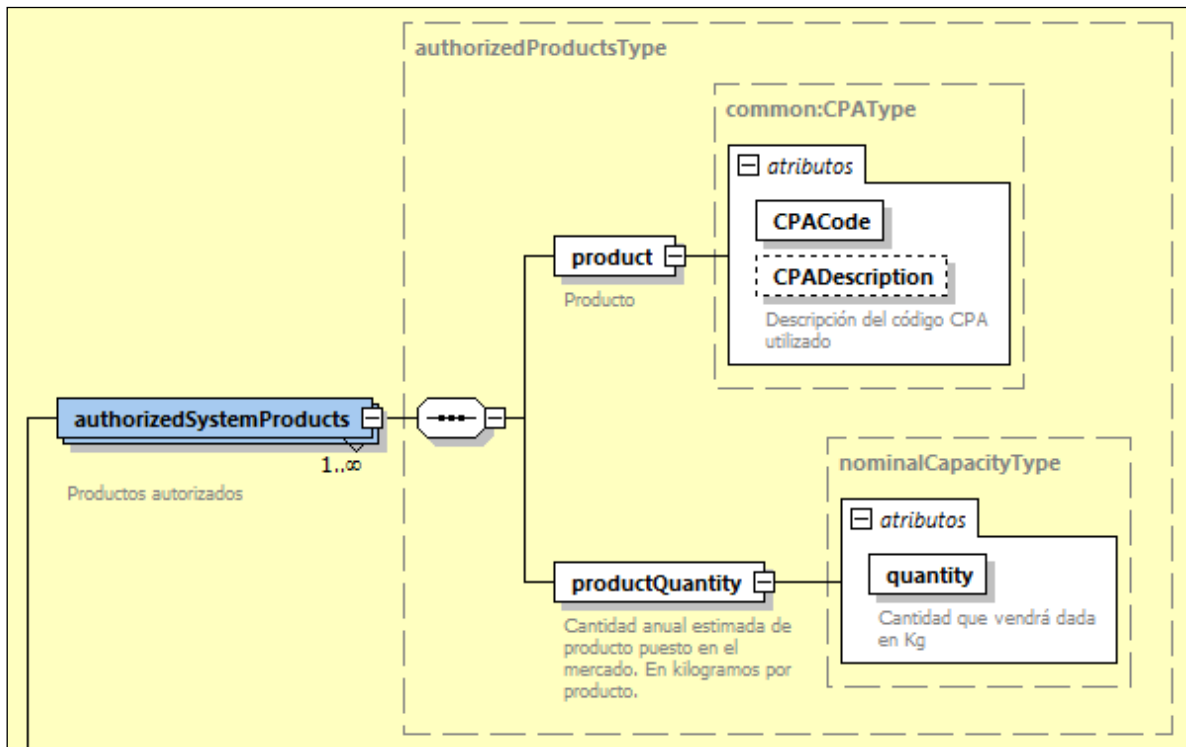 authorizedProductsType
common:CPAType
atributos
CPACode
product
CPADescription
Producto
Descripción del código CPA
utilizado
authorizedSystemProducts
1..∞
Productos autorizados
nominalCapacityType
atributos
quantity
productQuantity
Cantidad que vendrá dada
en Kg
Cantidad anual estimada de
producto puesto en el
mercado. En kilogramos por
producto.